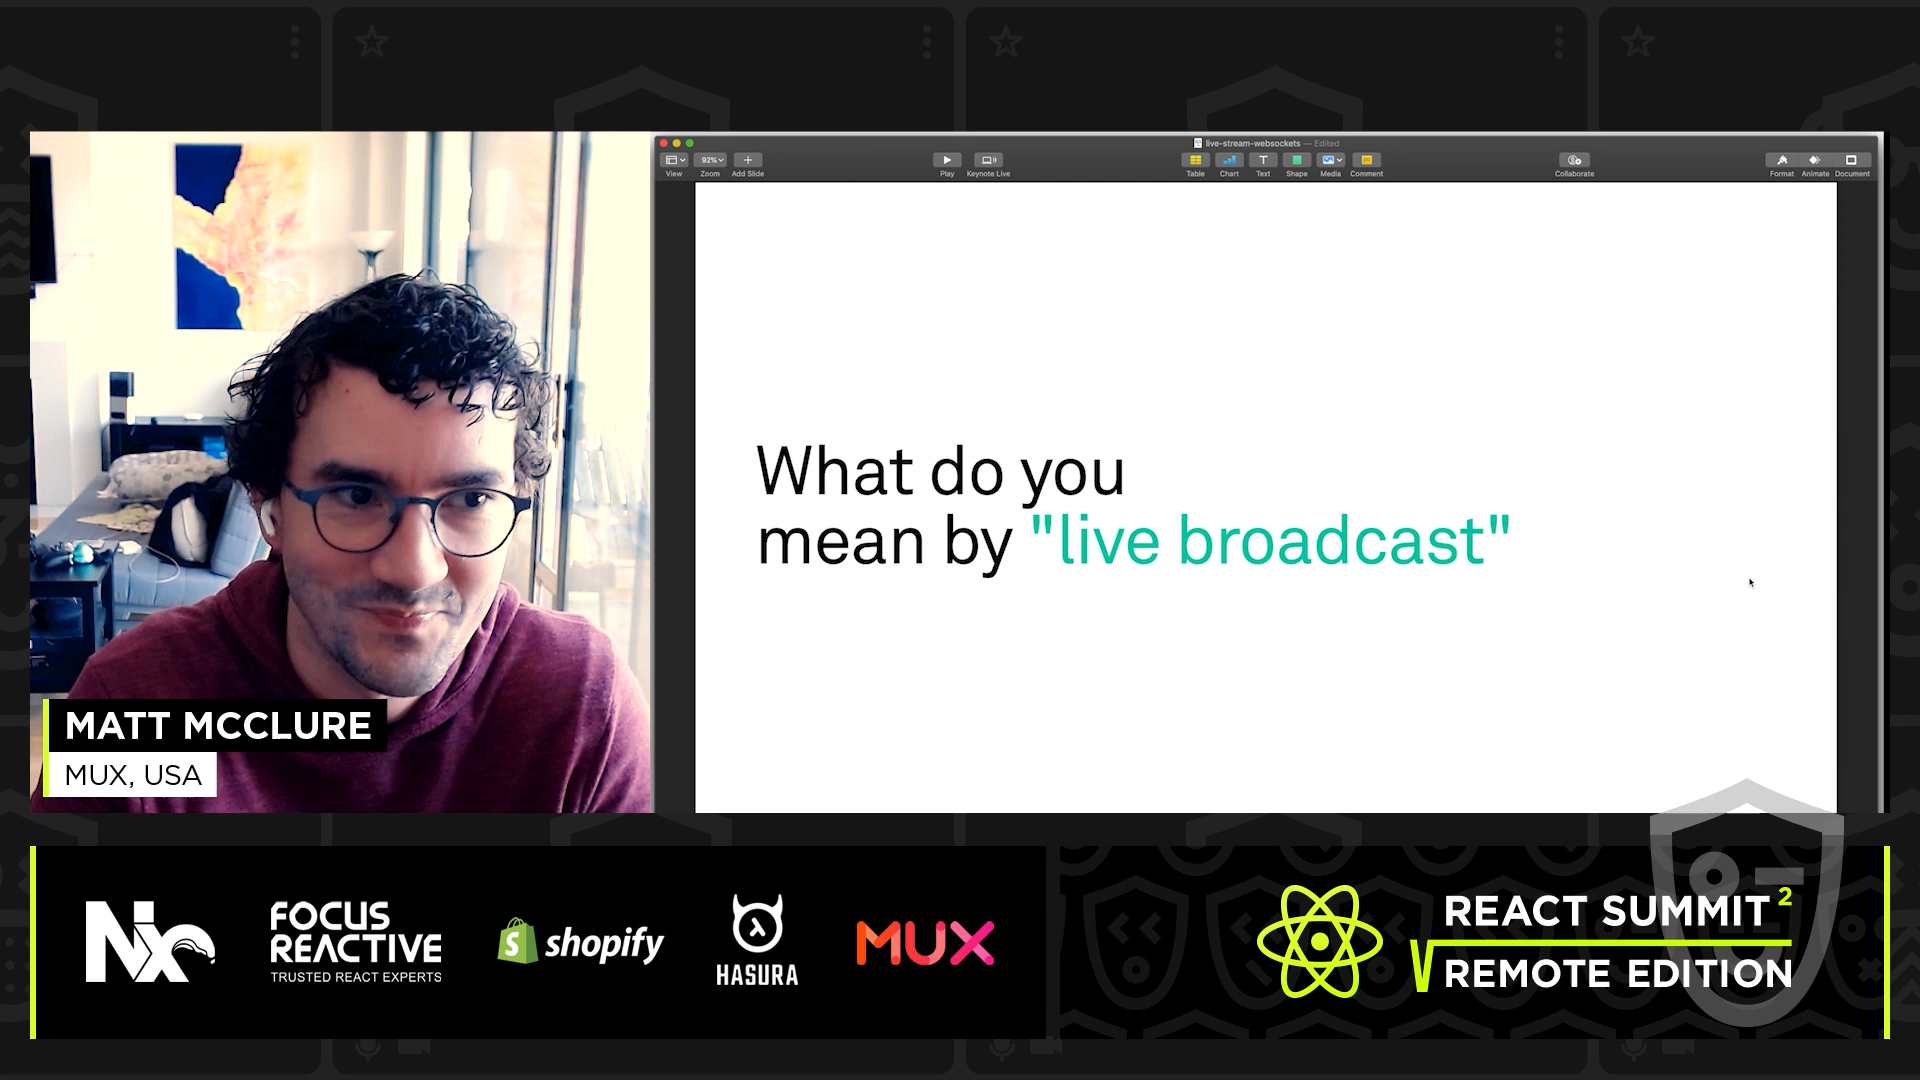 live-stream-websockets — Edited
92%
View
Zoom
Add Slide
Play
Keynote Live
Table
Chart
Text
Shape
Media
Comment
Collaborate
Format
Animate
Document
What do you
mean by "live broadcast"
MATT MCCLURE
MUX, USA
Nx
FOCUS
REACTIVE
TRUSTED REACT EXPERTS
shopify
HASURA
MUX
REACT SUMMIT 2
REMOTE EDITION